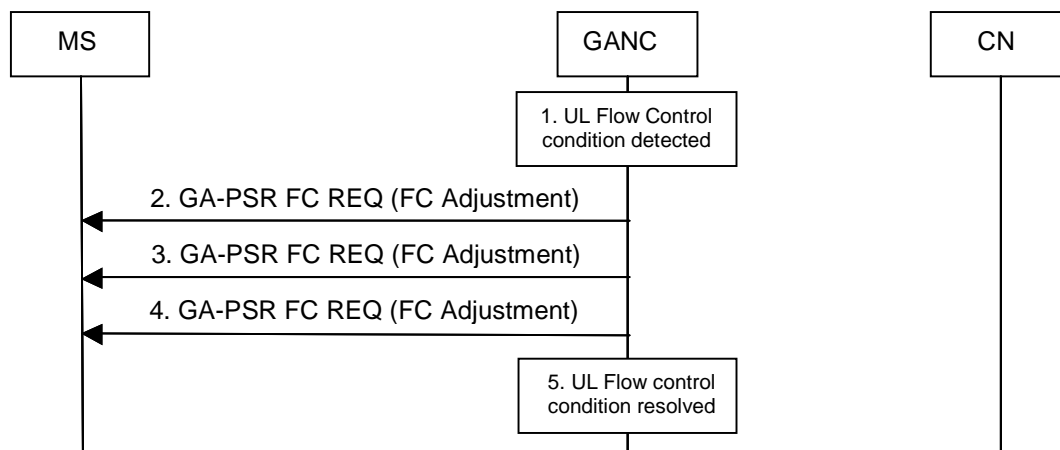 MS
GANC
CN
1. UL Flow Control
condition detected
2. GA-PSR FC REQ (FC Adjustment)
3. GA-PSR FC REQ (FC Adjustment)
4. GA-PSR FC REQ (FC Adjustment)
5. UL Flow control
condition resolved